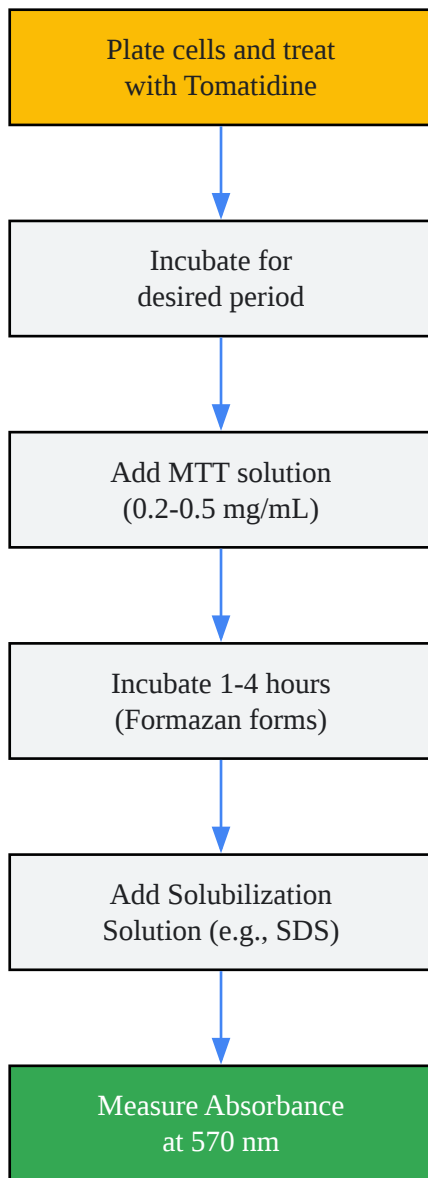 Plate cells and treat
with Tomatidine
Incubate for
desired period
Add MTT solution
(0.2-0.5 mg/mL)
Incubate 1-4 hours
(Formazan forms)
Add Solubilization
Solution (e.g., SDS)
Measure Absorbance
at 570 nm